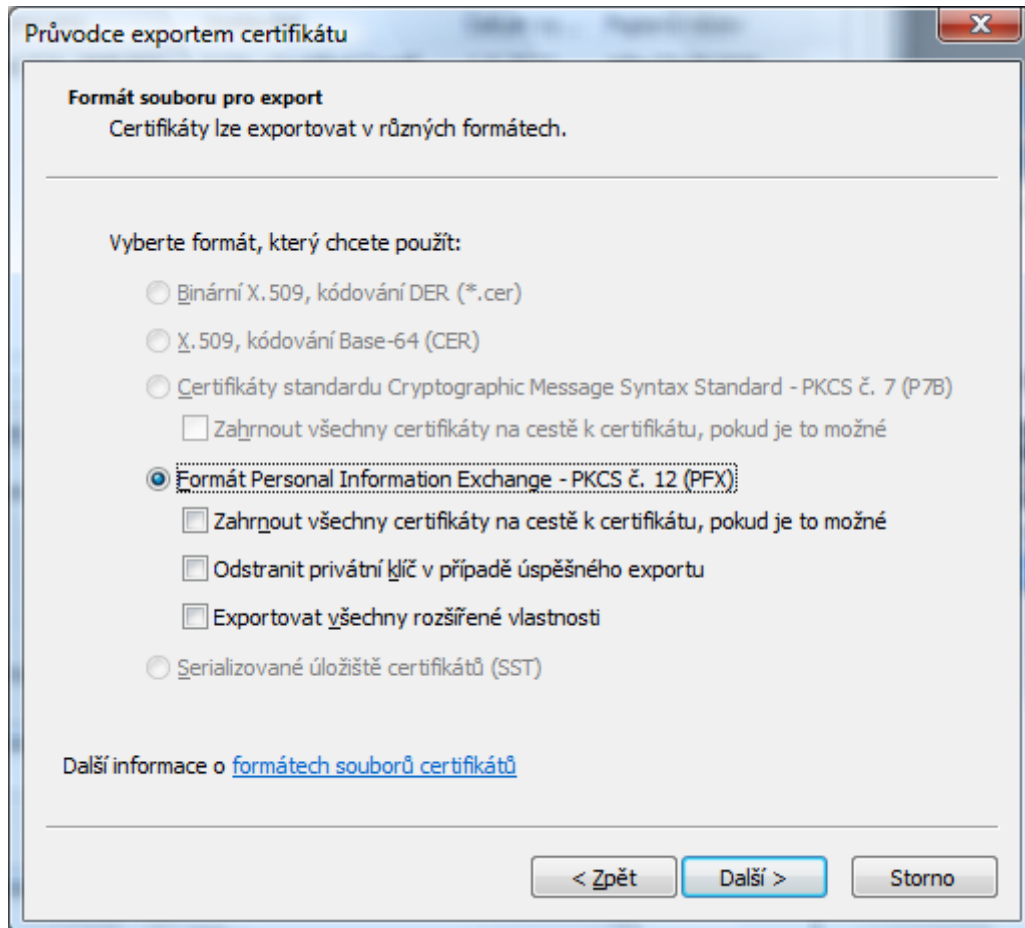 Průvodce exportem certifikátu
Formát souboru pro export
Certifikáty lze exportovat v různých formátech.
Vyberte formát, který chcete použít:
Binární X.509, kódování DER (*.cer)
X.509, kódování Base-64 (CER)
Certifikáty standardu Cryptographic Message Syntax Standard - PKCS č. 7 (P7B)
Zahrnout všechny certifikáty na cestě k certifikátu, pokud je to možné
Formát Personal Information Exchange - PKCS č. 12 (PFX)
Zahrnout všechny certifikáty na cestě k certifikátu, pokud je to možné
Odstranit privátní klíč v případě úspěšného exportu
Exportovat všechny rozšířené vlastnosti
Serializované úložiště certifikátů (SST)
Další informace o formátech souborů certifikátů
< Zpět Další > Storno